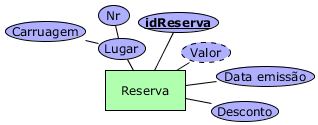 Nr
idReserva
Carruagem
Lugar
Valor
Data emissão
Reserva
Desconto